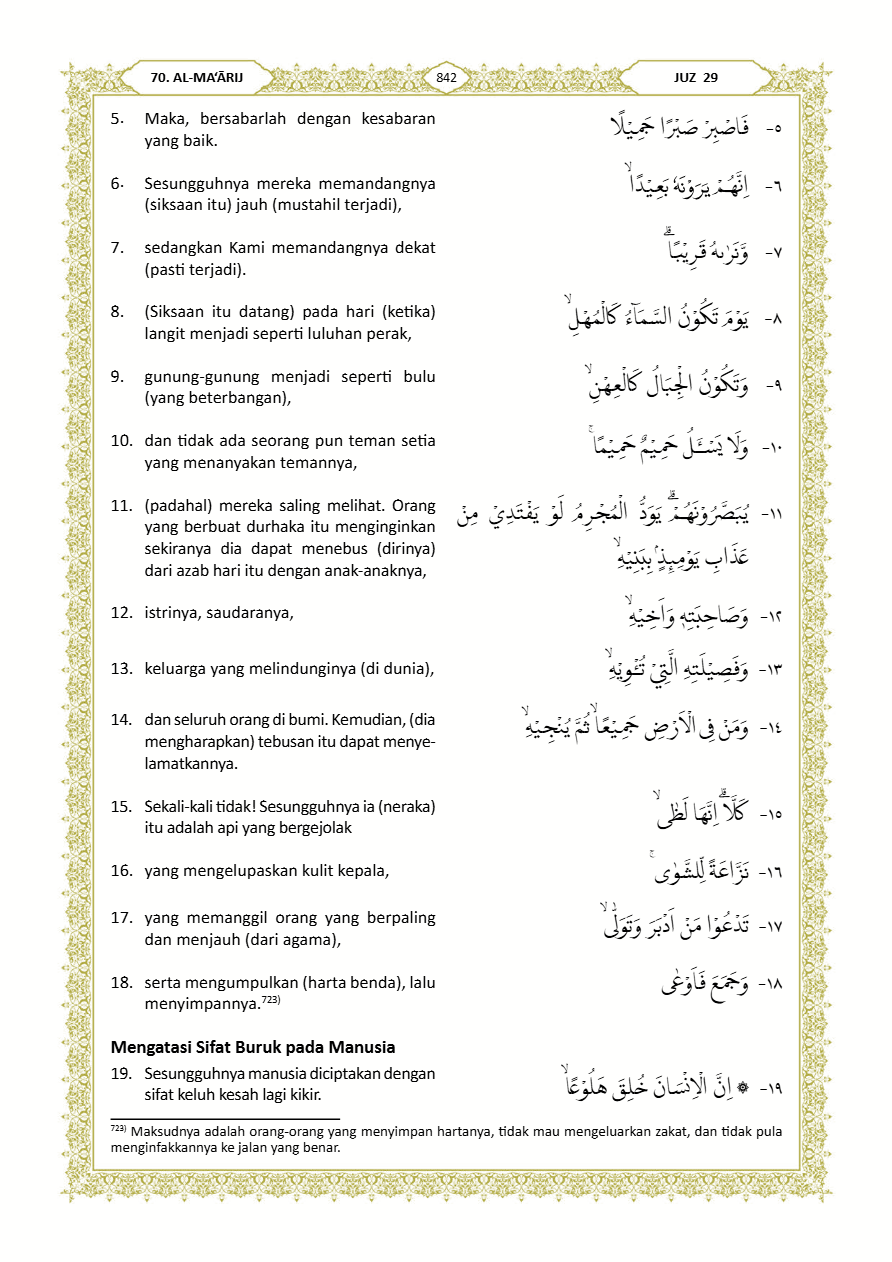 70. AL-MA‘ĀRIJ
842
JUZ 29
5. Maka, bersabarlah dengan kesabaran
yang baik.
٥- فَاصْبِرْ صَبْرًا جَمِيْلًا
6. Sesungguhnya mereka memandangnya
(siksaan itu) jauh (mustahil terjadi),
٦- اِنَّهُمْ يَرَوْنَهٗ بَعِيْدًاۙ
7. sedangkan Kami memandangnya dekat
(pasti terjadi).
٧- وَّنَرٰىهُ قَرِيْبًاۗ
8. (Siksaan itu datang) pada hari (ketika)
langit menjadi seperti luluhan perak,
٨- يَوْمَ تَكُوْنُ السَّمَاۤءُ كَالْمُهْلِۙ
9. gunung-gunung menjadi seperti bulu
(yang beterbangan),
٩- وَتَكُوْنُ الْجِبَالُ كَالْعِهْنِۙ
10. dan tidak ada seorang pun teman setia
yang menanyakan temannya,
١٠- وَلَا يَسْـَٔلُ حَمِيْمٌ حَمِيْمًاۚ
11. (padahal) mereka saling melihat. Orang
yang berbuat durhaka itu menginginkan
sekiranya dia dapat menebus (dirinya)
dari azab hari itu dengan anak-anaknya,
١١- يُبَصَّرُوْنَهُمْۗ يَوَدُّ الْمُجْرِمُ لَوْ يَفْتَدِيْ مِنْ
عَذَابِ يَوْمِىِٕذٍۢ بِبَنِيْهِۙ
12. istrinya, saudaranya,
١٢- وَصَاحِبَتِهٖ وَاَخِيْهِۙ
13. keluarga yang melindunginya (di dunia),
١٣- وَفَصِيْلَتِهِ الَّتِيْ تُـْٔوِيْهِۙ
14. dan seluruh orang di bumi. Kemudian, (dia
mengharapkan) tebusan itu dapat menye-
lamatkannya.
١٤- وَمَنْ فِى الْاَرْضِ جَمِيْعًاۙ ثُمَّ يُنْجِيْهِۙ
15. Sekali-kali tidak! Sesungguhnya ia (neraka)
itu adalah api yang bergejolak
١٥- كَلَّاۗ اِنَّهَا لَظٰىۙ
16. yang mengelupaskan kulit kepala,
١٦- نَزَّاعَةً لِّلشَّوٰىۚ
17. yang memanggil orang yang berpaling
dan menjauh (dari agama),
١٧- تَدْعُوْا مَنْ اَدْبَرَ وَتَوَلّٰىۙ
18. serta mengumpulkan (harta benda), lalu
menyimpannya.723)
١٨- وَجَمَعَ فَاَوْعٰى
Mengatasi Sifat Buruk pada Manusia
19. Sesungguhnya manusia diciptakan dengan
sifat keluh kesah lagi kikir.
١٩- ۞ اِنَّ الْاِنْسَانَ خُلِقَ هَلُوْعًاۙ
723) Maksudnya adalah orang-orang yang menyimpan hartanya, tidak mau mengeluarkan zakat, dan tidak pula
menginfakkannya ke jalan yang benar.